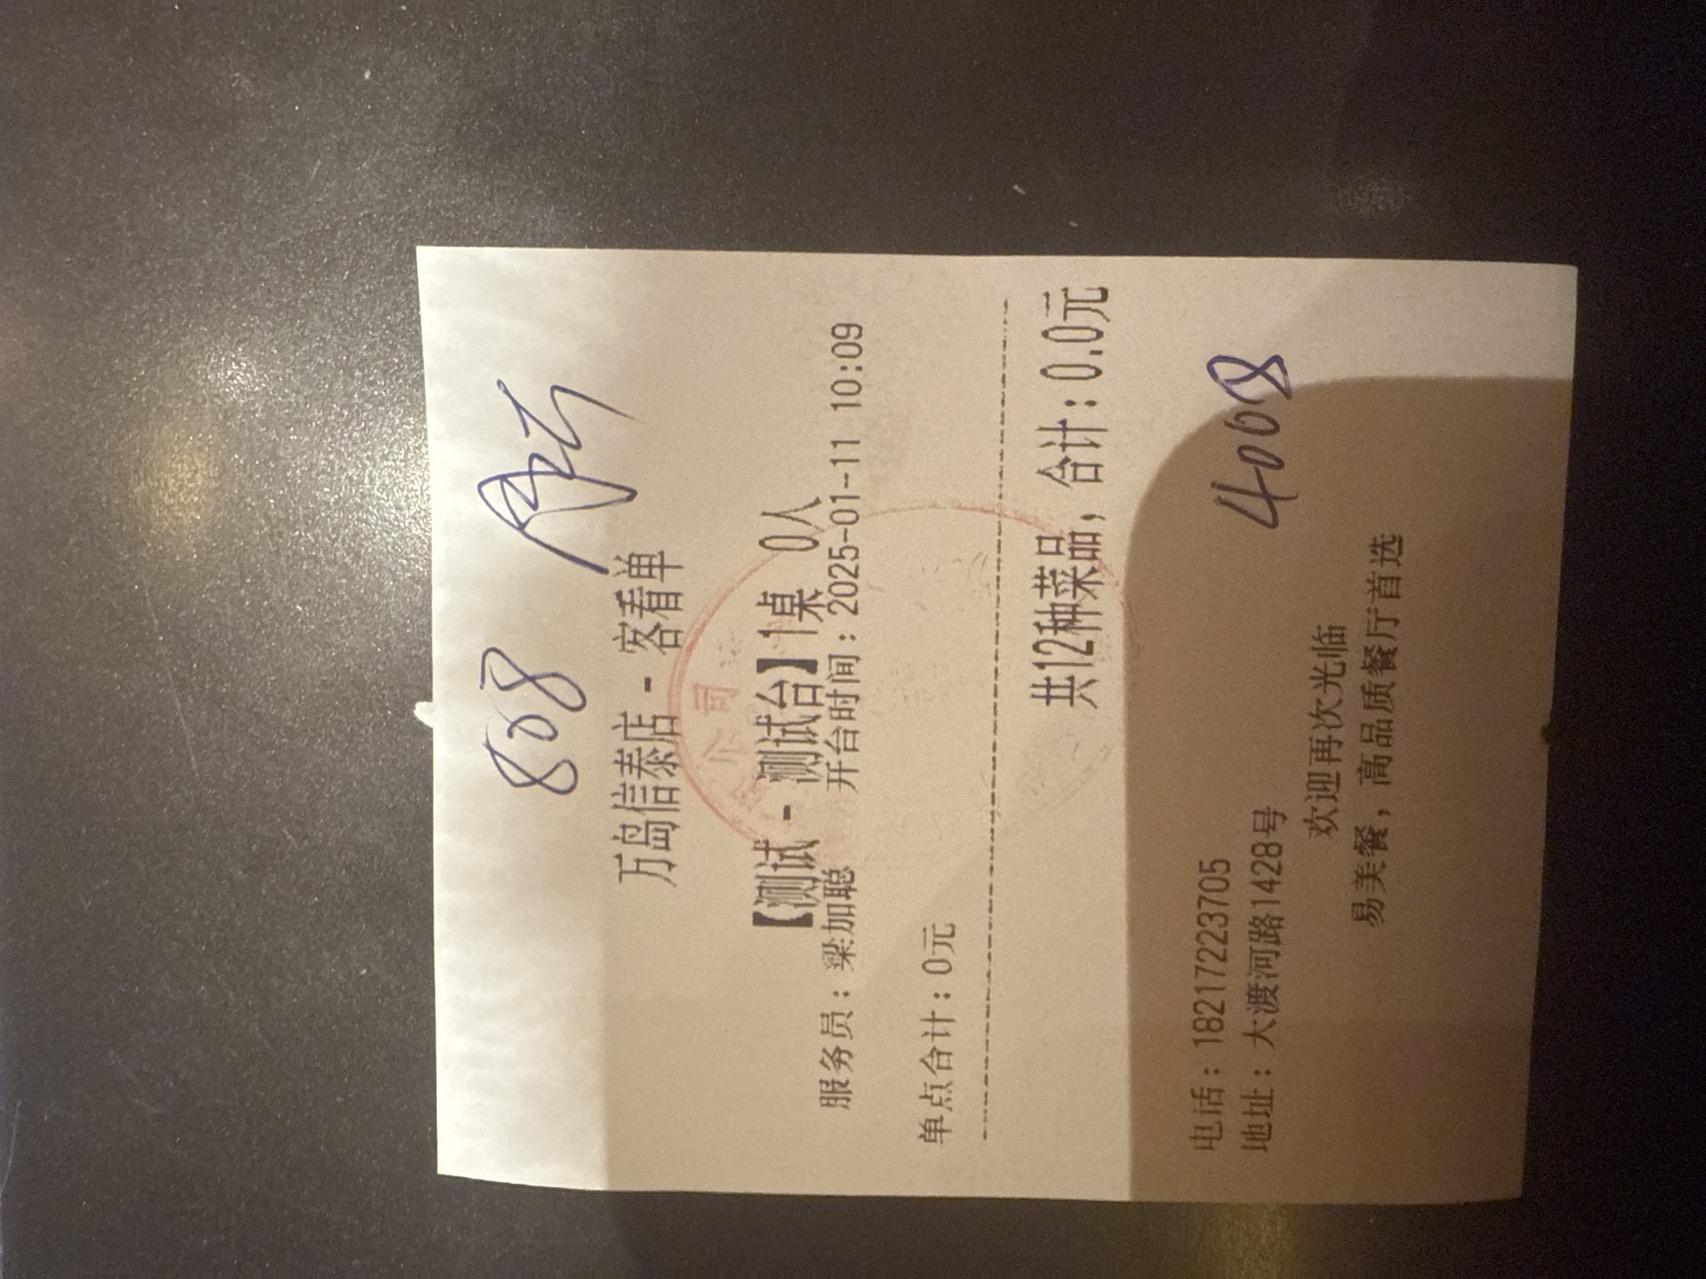 808
万岛信泰店 - 客看单
【测试 - 测试台】1桌 0人
服务员：梁加聪 开台时间：2025-01-11 10:09
单点合计：0元
共12种菜品，合计：0.0元
电话：18217223705
地址：大渡河路1428号
4008
欢迎再次光临
易美餐，高品质餐厅首选
公司